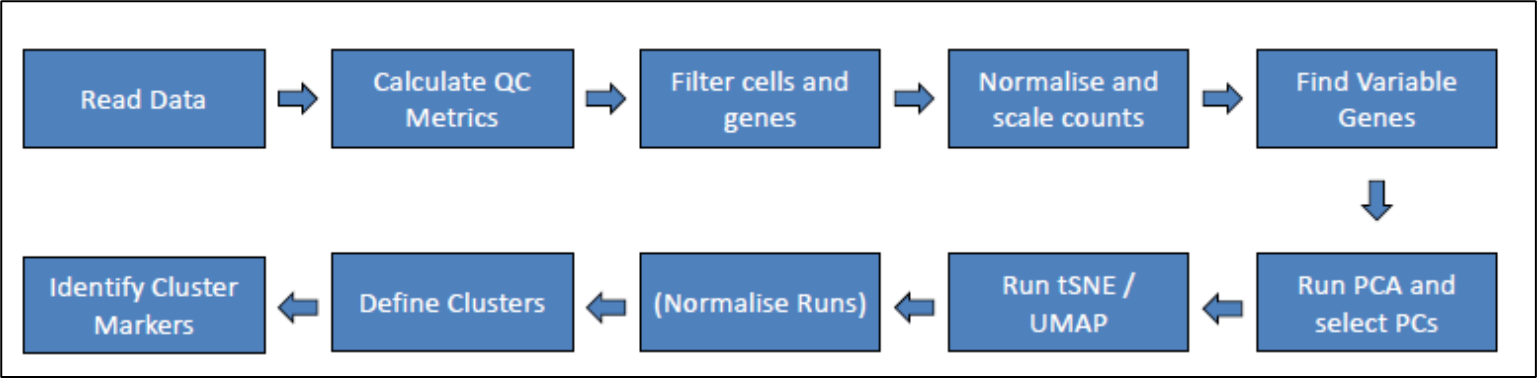 Read Data
Calculate QC
Metrics
Filter cells and
genes
Normalise and
scale counts
Find Variable
Genes
Run PCA and
select PCs
Run tSNE /
UMAP
(Normalise Runs)
Define Clusters
Identify Cluster
Markers